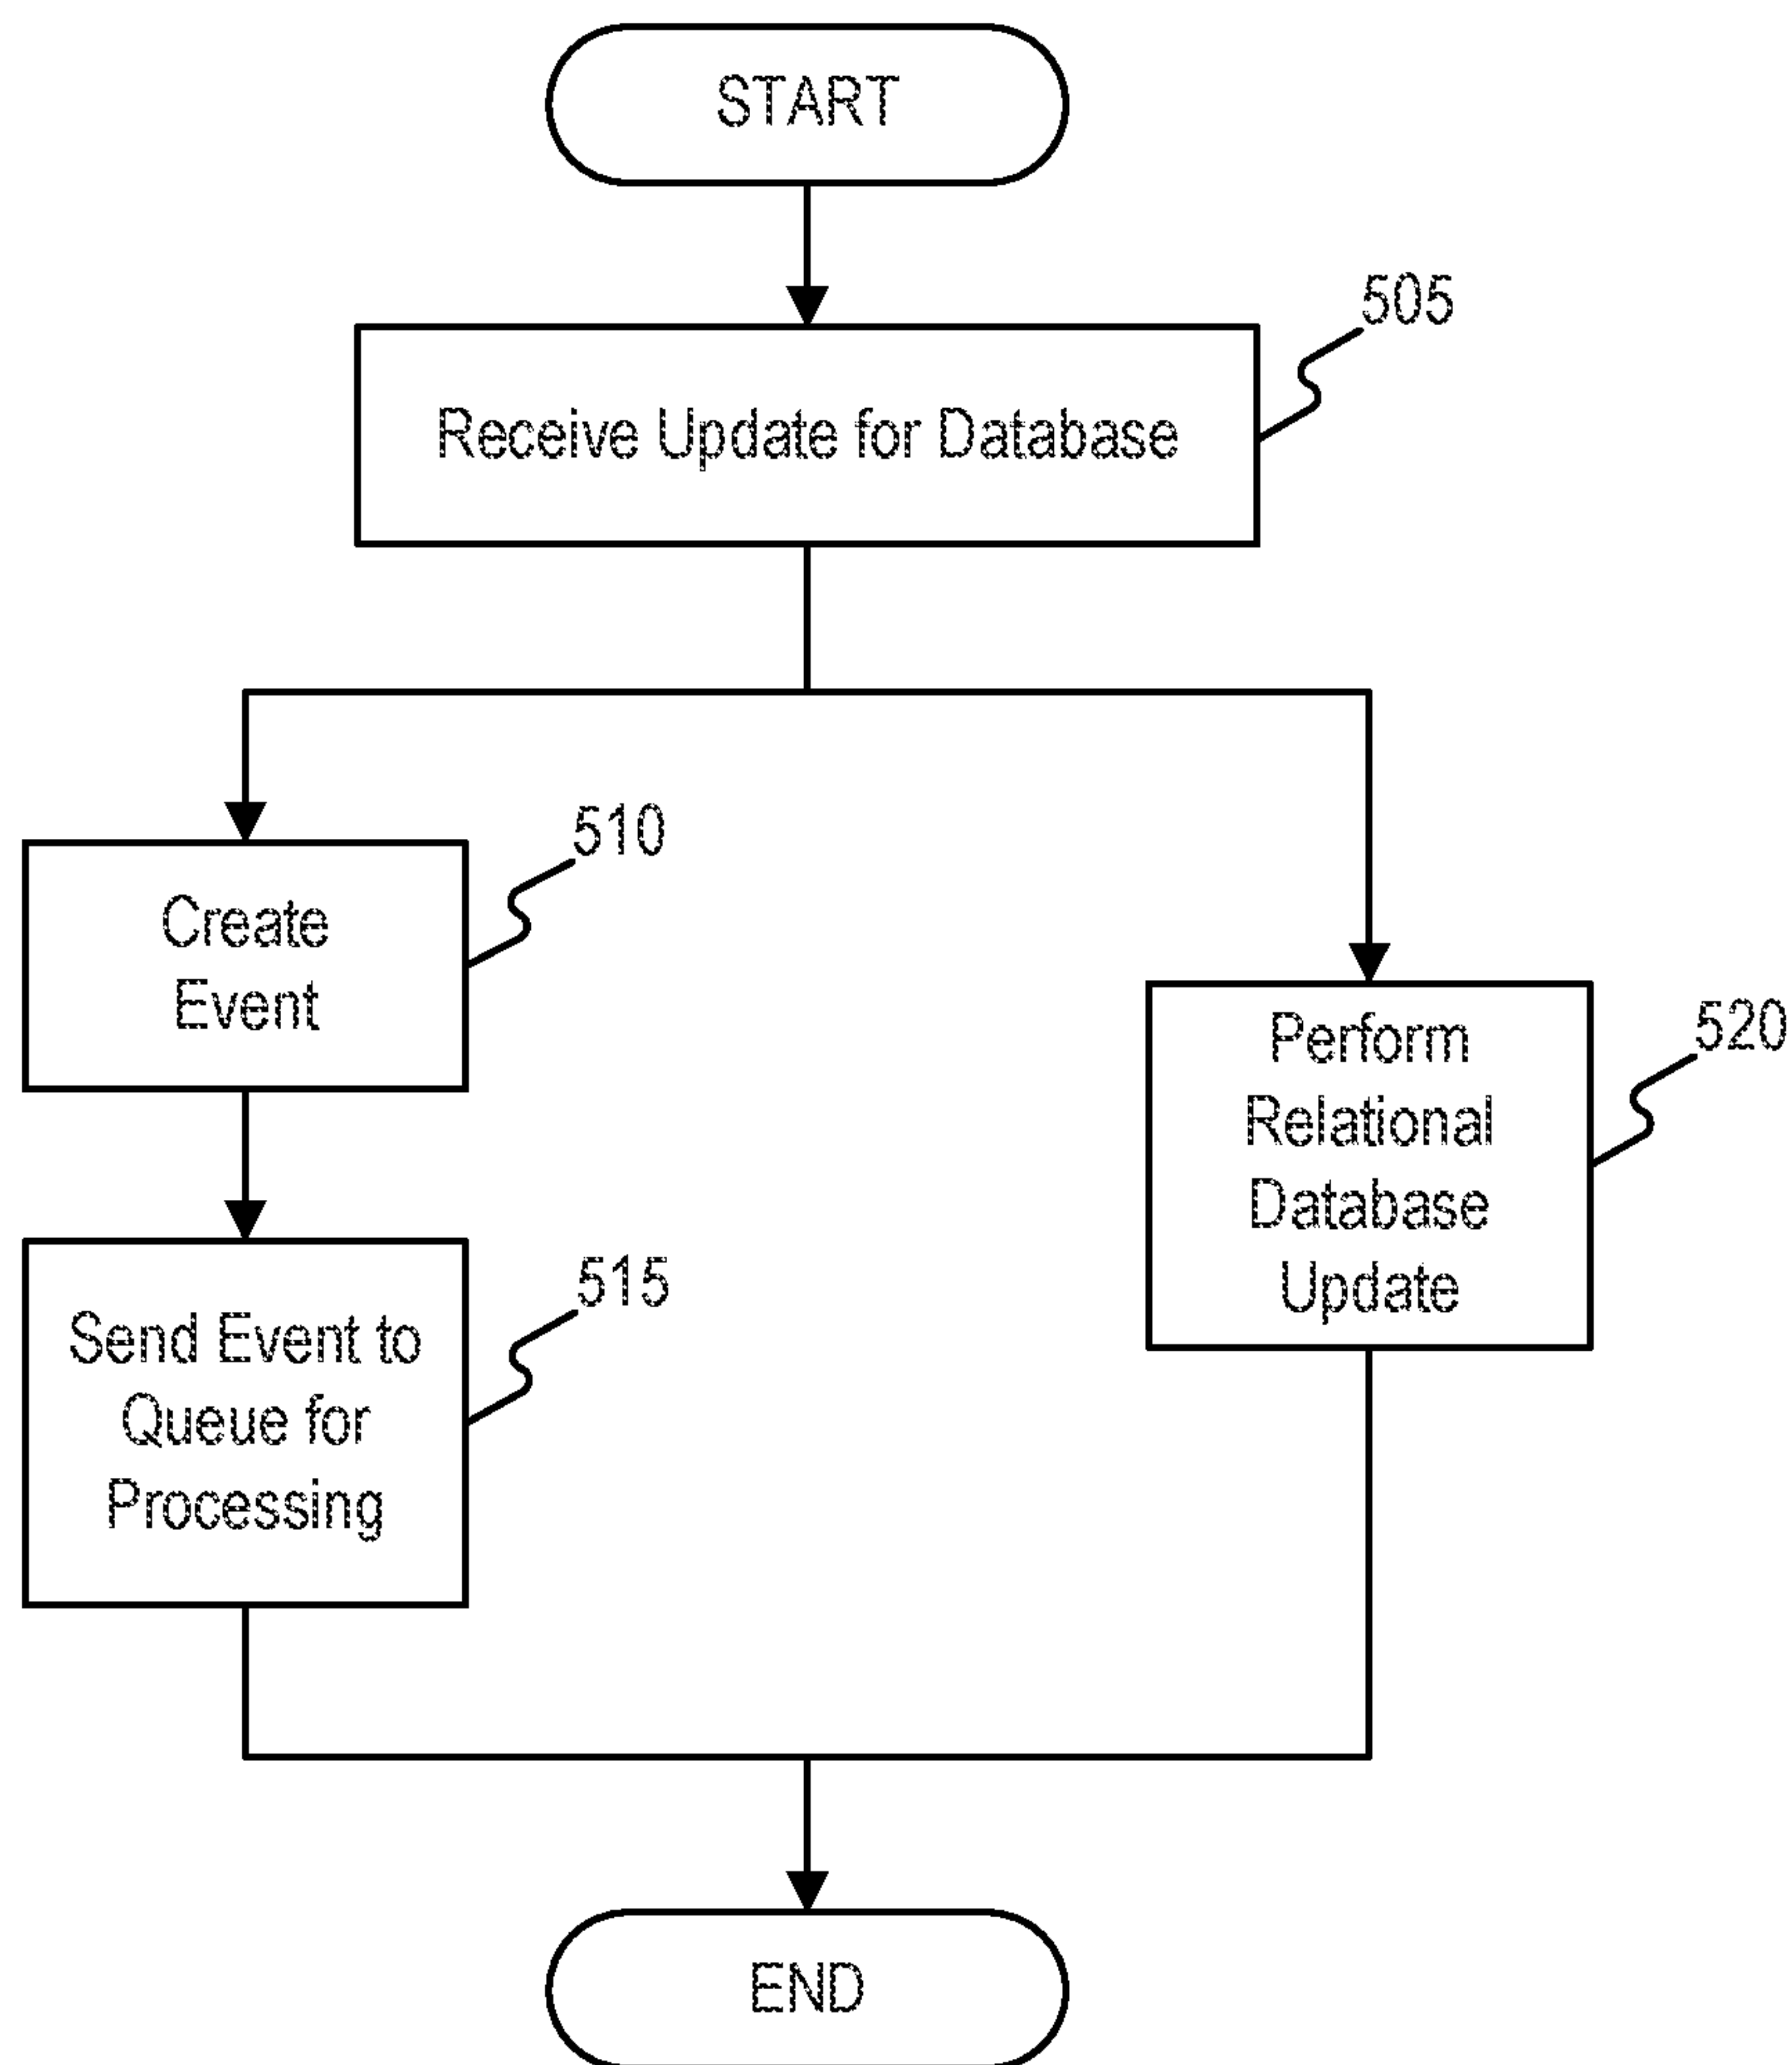 START
505
Receive Update for Database
510
Create
Event
520
Perform
Relational
Database
Update
515
Send Event to
Queue for
Processing
END